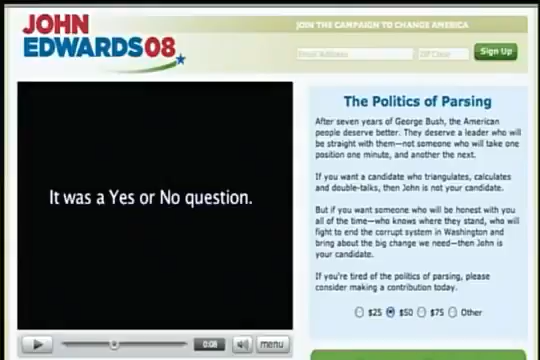 JOHN
EDWARDS08
JOIN THE CAMPAIGN TO CHANGE AMERICA
Email Address
ZIP Code
Sign Up
It was a Yes or No question.
0:08
menu
The Politics of Parsing
After seven years of George Bush, the American
people deserve better. They deserve a leader who will
be straight with them—not someone who will take one
position one minute, and another the next.
If you want a candidate who triangulates, calculates
and double-talks, then John is not your candidate.
But if you want someone who will be honest with you
all of the time—who knows where they stand, who will
fight to end the corrupt system in Washington and
bring about the big change we need—then John is
your candidate.
If you're tired of the politics of parsing, please
consider making a contribution today.
$25 $50 $75 Other